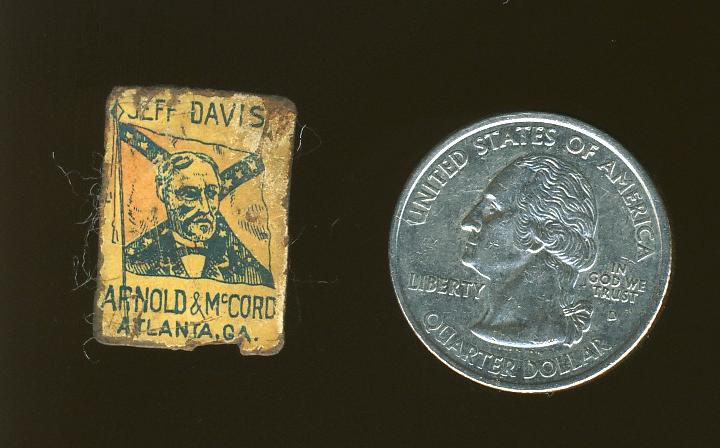 JEFF DAVIS
ARNOLD & McCORD
ATLANTA, GA.
UNITED STATES OF AMERICA
LIBERTY
IN
GOD WE
TRUST
D
QUARTER DOLLAR